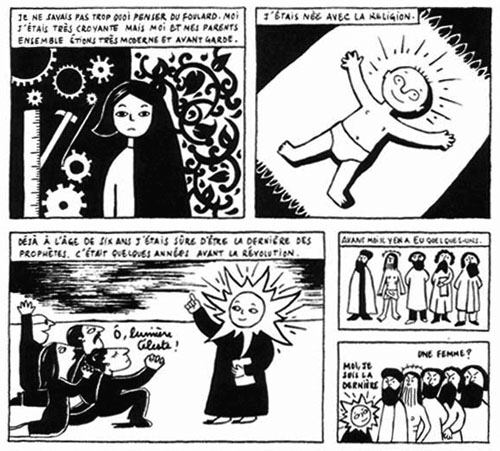 JE NE SAVAIS PAS TROP QUOI PENSER DU FOULARD. MOI
J'ÉTAIS TRÈS CROYANTE MAIS MOI ET MES PARENTS
ENSEMBLE ÉTIONS TRÈS MODERNE ET AVANT GARDE.
J'ÉTAIS NÉE AVEC LA RELIGION.
DÉJÀ À L'ÂGE DE SIX ANS J'ÉTAIS SÛRE D'ÊTRE LA DERNIÈRE DES
PROPHÈTES. C'ÉTAIT QUELQUES ANNÉES AVANT LA RÉVOLUTION.
Ô, lumière
Céleste!
AVANT MOI IL Y EN A EU QUELQUES-UNS.
MOI, JE
SUIS LA
DERNIÈRE
UNE FEMME?